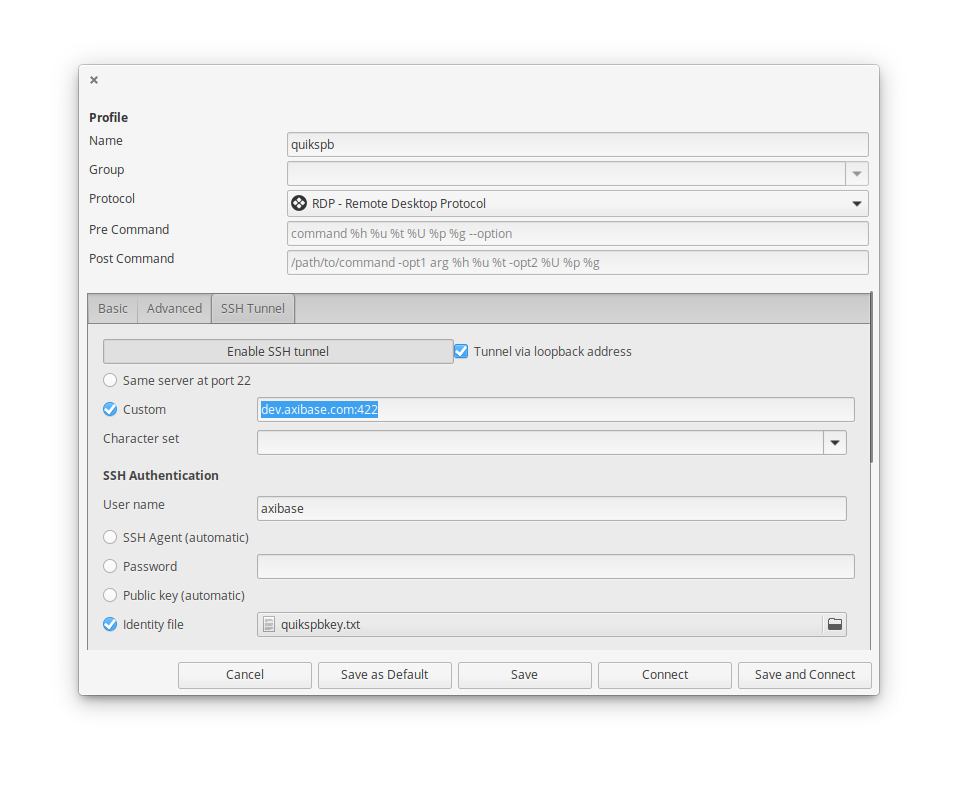 Profile
Name quikspb
Group
Protocol RDP - Remote Desktop Protocol
Pre Command command %h %u %t %U %p %g --option
Post Command /path/to/command -opt1 arg %h %u %t -opt2 %U %p %g
Basic Advanced SSH Tunnel
Enable SSH tunnel Tunnel via loopback address
Same server at port 22
Custom dev.axibase.com:422
Character set
SSH Authentication
User name axibase
SSH Agent (automatic)
Password
Public key (automatic)
Identity file quikspbkey.txt
Cancel Save as Default Save Connect Save and Connect